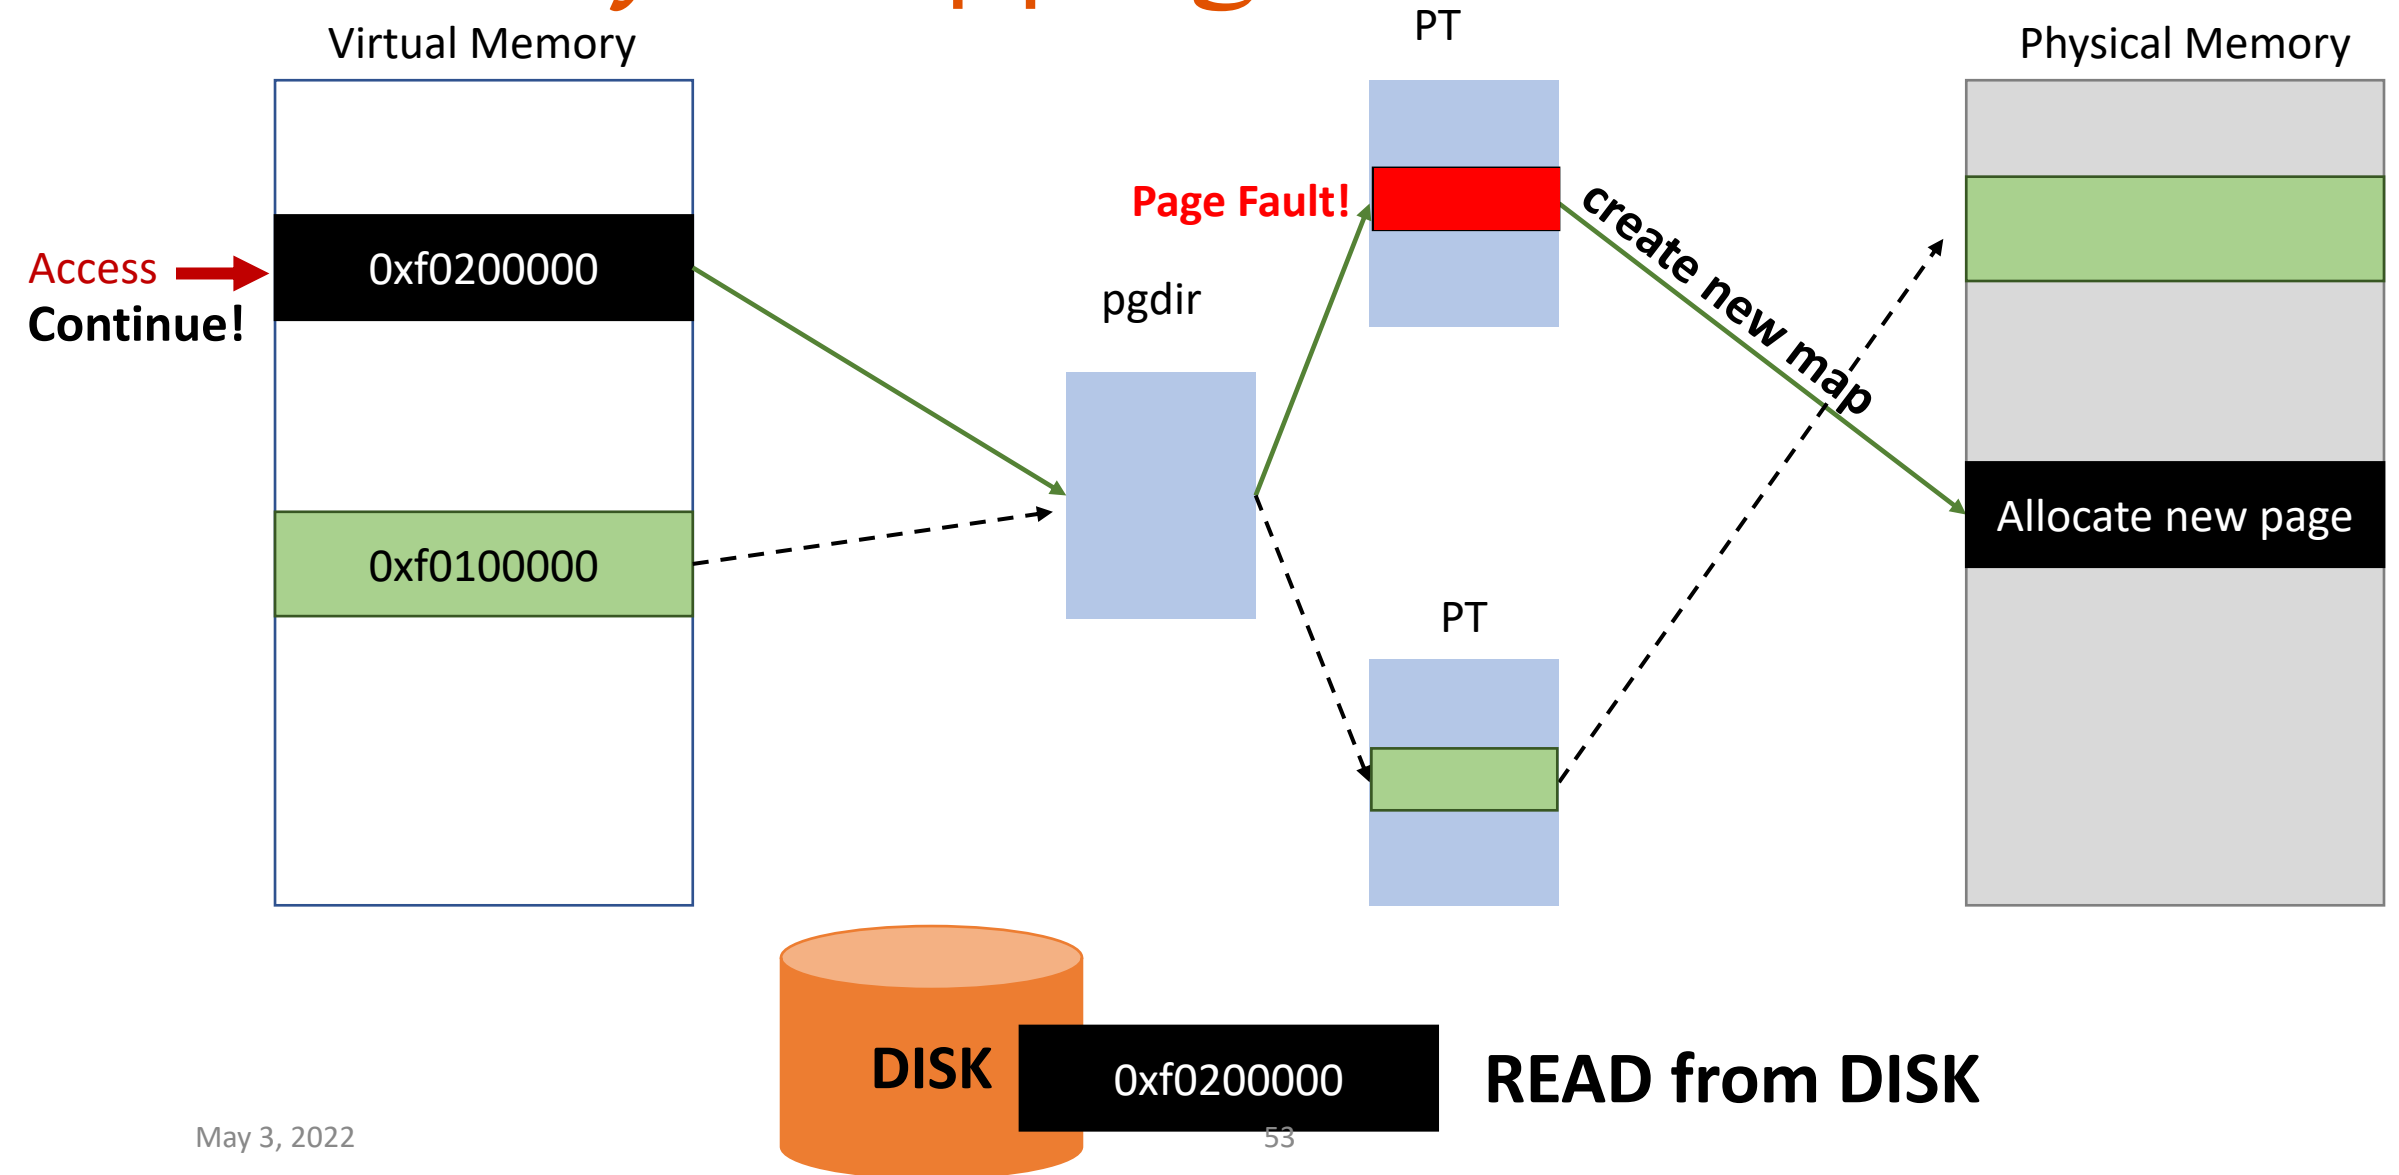 Virtual Memory
PT
Physical Memory
Page Fault!
create new map
Access
0xf0200000
Continue!
pgdir
Allocate new page
0xf0100000
PT
DISK
0xf0200000
READ from DISK
May 3, 2022
53